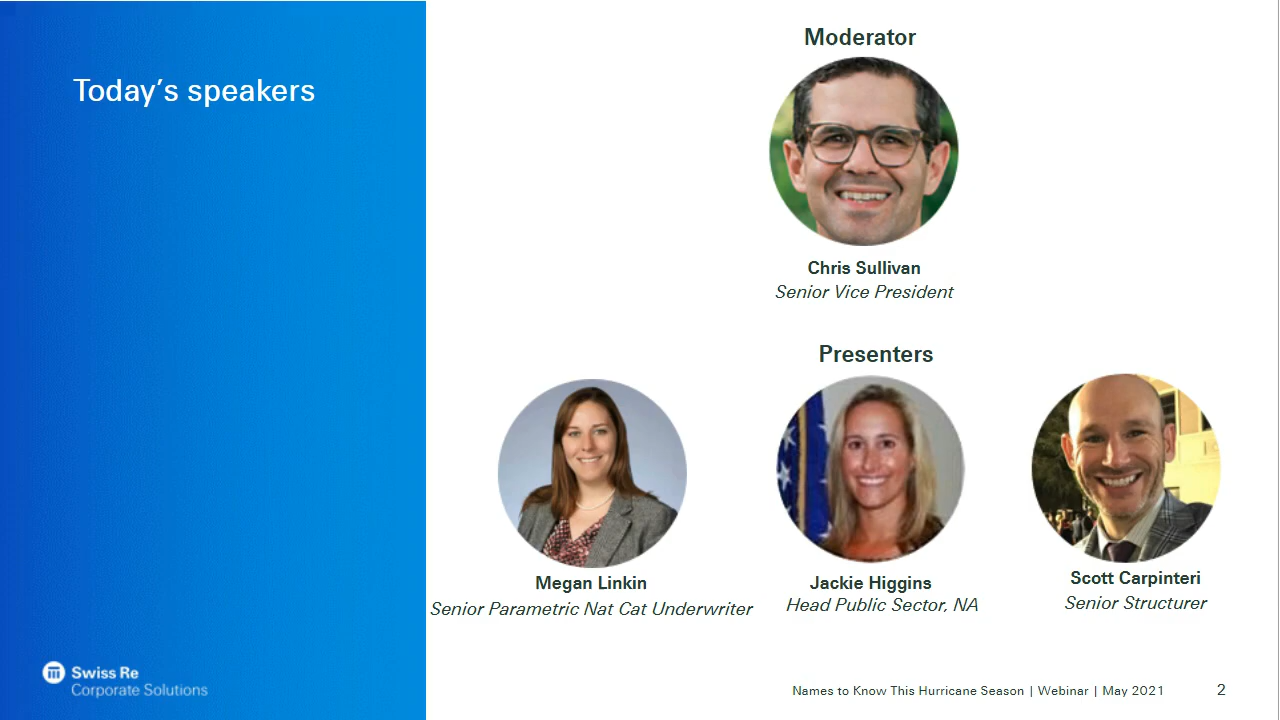 Today's speakers
Moderator
Chris Sullivan
Senior Vice President
Presenters
Megan Linkin
Senior Parametric Nat Cat Underwriter
Jackie Higgins
Head Public Sector, NA
Scott Carpinteri
Senior Structurer
Swiss Re
Corporate Solutions
Names to Know This Hurricane Season | Webinar | May 2021
2